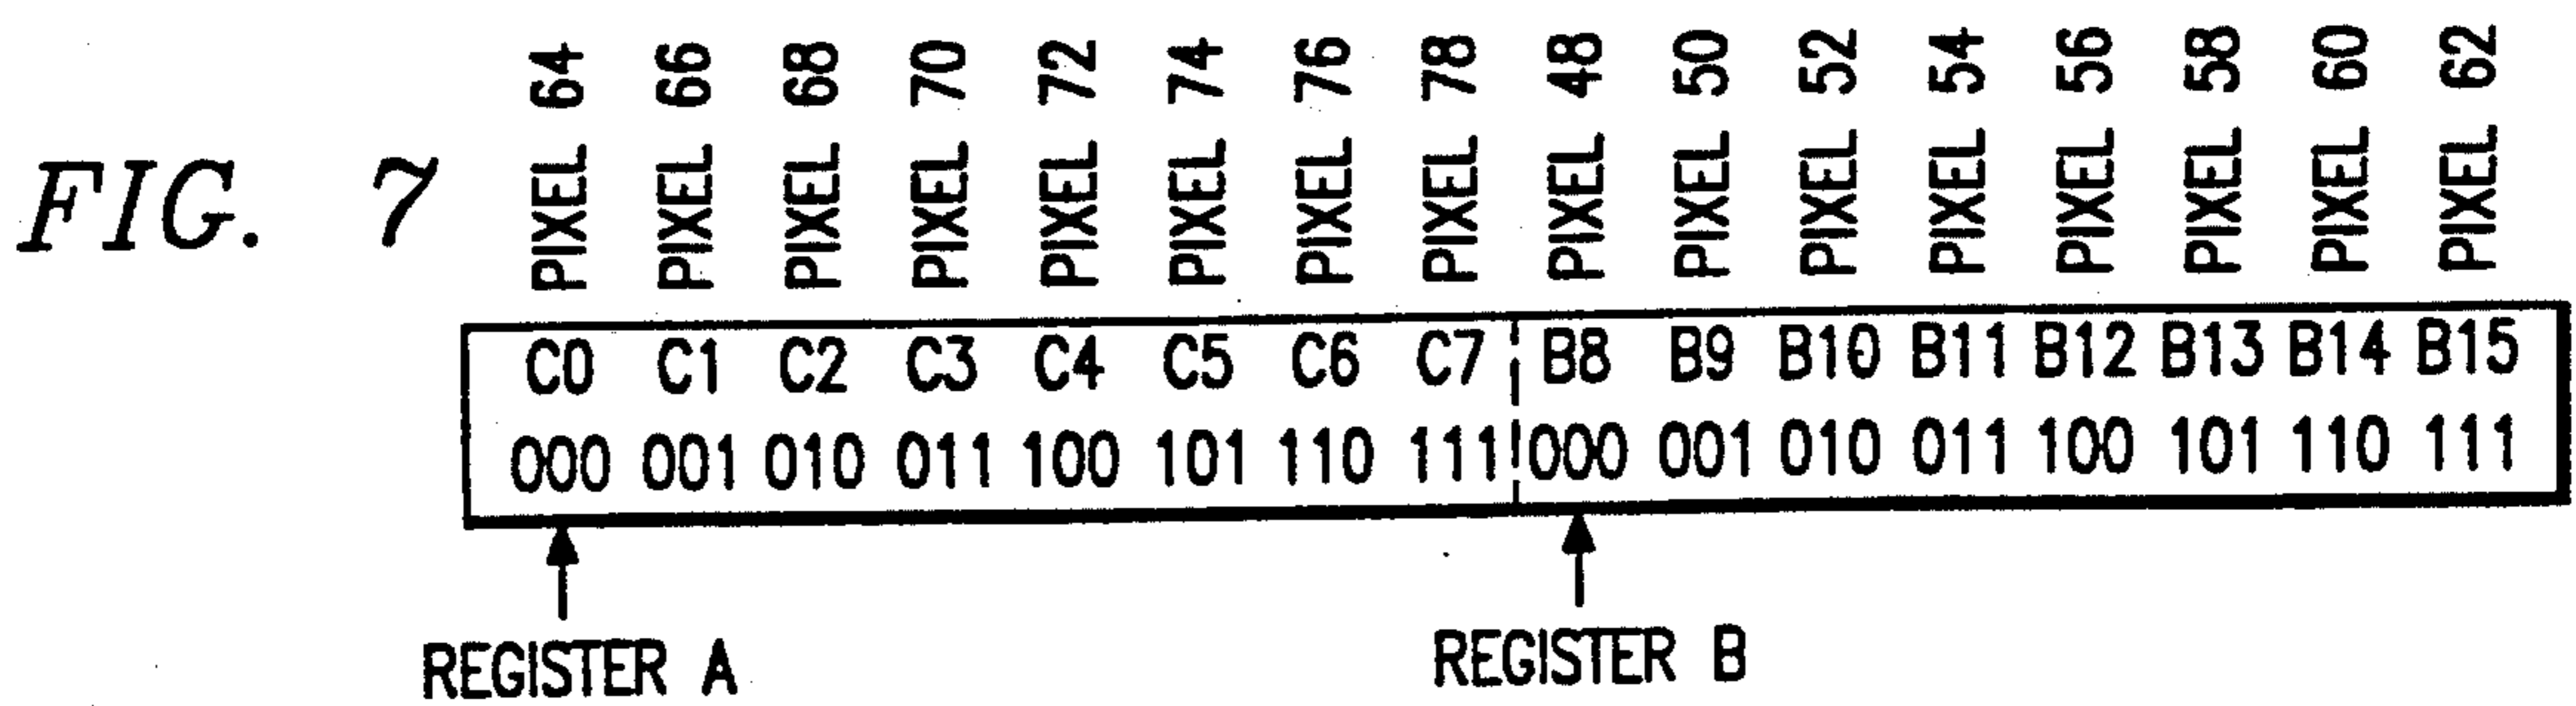 FIG. 7
PIXEL 64 PIXEL 66 PIXEL 68 PIXEL 70 PIXEL 72 PIXEL 74 PIXEL 76 PIXEL 78 PIXEL 48 PIXEL 50 PIXEL 52 PIXEL 54 PIXEL 56 PIXEL 58 PIXEL 60 PIXEL 62
C0 C1 C2 C3 C4 C5 C6 C7 B8 B9 B10 B11 B12 B13 B14 B15
000 001 010 011 100 101 110 111 000 001 010 011 100 101 110 111
REGISTER A REGISTER B